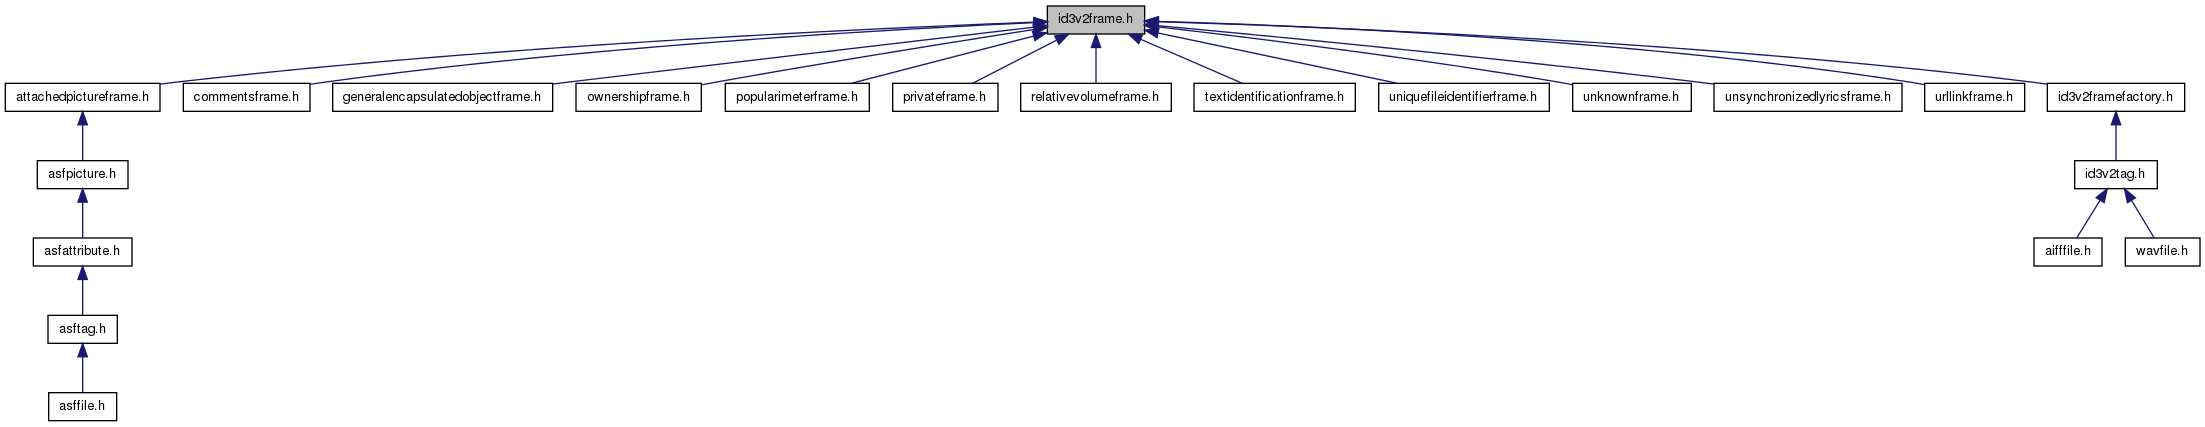 id3v2frame.h
attachedpictureframe.h
commentsframe.h
generalencapsulatedobjectframe.h
ownershipframe.h
popularimeterframe.h
privateframe.h
relativevolumeframe.h
textidentificationframe.h
uniquefileidentifierframe.h
unknownframe.h
unsynchronizedlyricsframe.h
urllinkframe.h
id3v2framefactory.h
asfpicture.h
id3v2tag.h
asfattribute.h
aifffile.h
wavfile.h
asftag.h
asffile.h